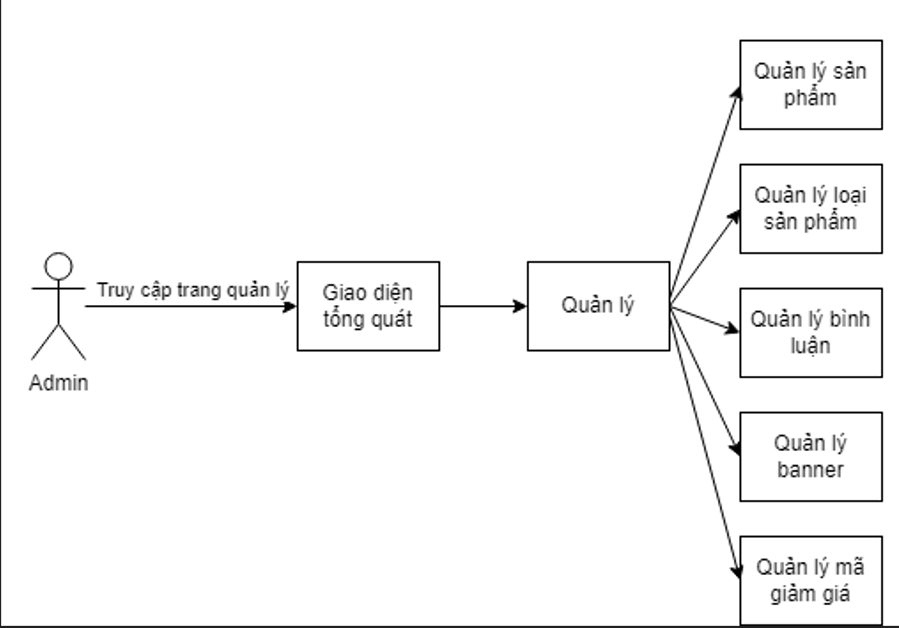 Admin
Truy cập trang quản lý
Giao diện
tổng quát
Quản lý
Quản lý sản
phẩm
Quản lý loại
sản phẩm
Quản lý bình
luận
Quản lý
banner
Quản lý mã
giảm giá